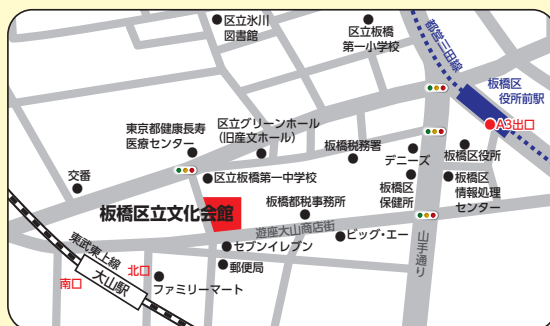 区立氷川
図書館
区立板橋
第一小学校
都営三田線
板橋区
役所前駅
A3出口
東京都健康長寿
医療センター
区立グリーンホール
(旧産文ホール)
板橋税務署
デニーズ
板橋区役所
交番
区立板橋第一中学校
板橋区
保健所
板橋区
情報処理
センター
板橋区立文化会館
板橋都税事務所
遊座大山商店街
ビッグ・エー
山手通り
東武東上線
セブンイレブン
北口
郵便局
南口
大山駅
ファミリーマート